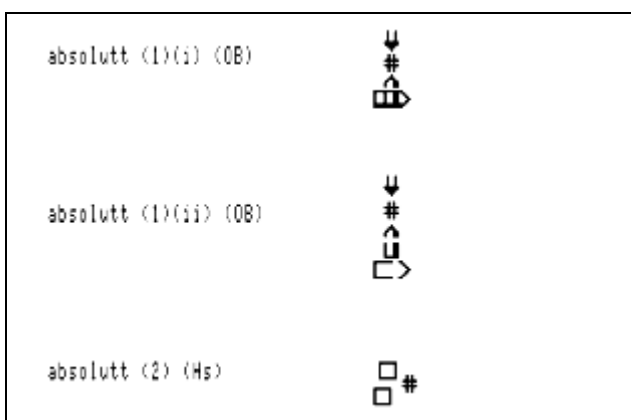 absolutt (1)(i) (OB)
absolutt (1)(ii) (OB)
absolutt (2) (Hs)